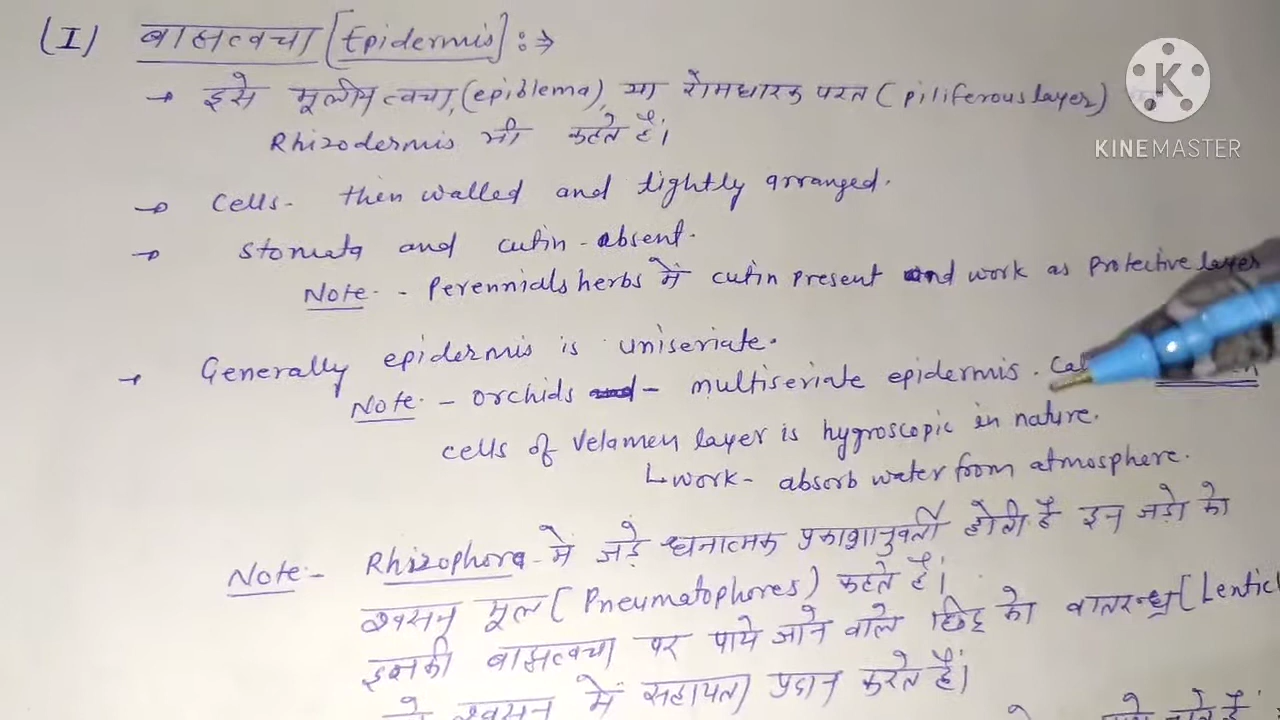 (I) बाह्यत्वचा [Epidermis] :⇒
→ इसे मूलीय त्वचा, (epiblema), या रोमधारक परत (piliferous layer)
Rhizodermis भी कहते हैं।
→ Cells - then walled and tightly arranged.
→ Stomata and cutin - absent.
Note - Perennials herbs में cutin present and work as Protective layer
→ Generally epidermis is uniseriate.
Note - Orchids - multiseriate epidermis.
cells of Velamen layer is hygroscopic in nature.
↳ work - absorb water from atmosphere.
Note:- Rhizophora में जड़े धनात्मक प्रकाशानुवर्ती होती है इन जड़ो को
श्वसन मूल (Pneumatophores) कहते हैं।
इनकी बाह्यत्वचा पर पाये जाने वाले छिद्र को वातरन्ध्र (Lentic
श्वसन में सहायता प्रदान करते हैं।
K
KINEMASTER